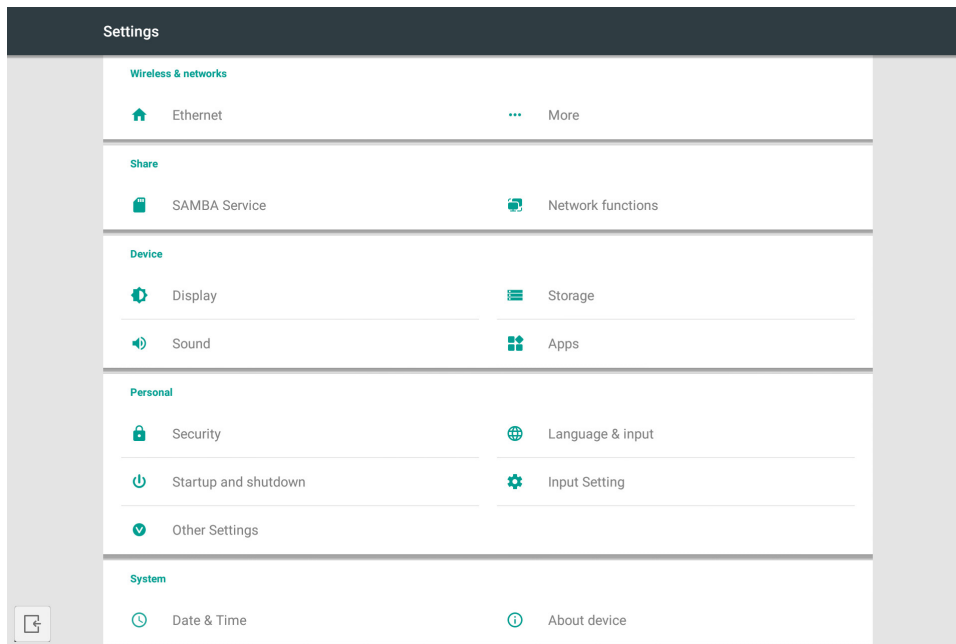 Settings
Wireless & networks
Ethernet
More
Share
SAMBA Service
Network functions
Device
Display
Storage
Sound
Apps
Personal
Security
Language & input
Startup and shutdown
Input Setting
Other Settings
System
Date & Time
About device